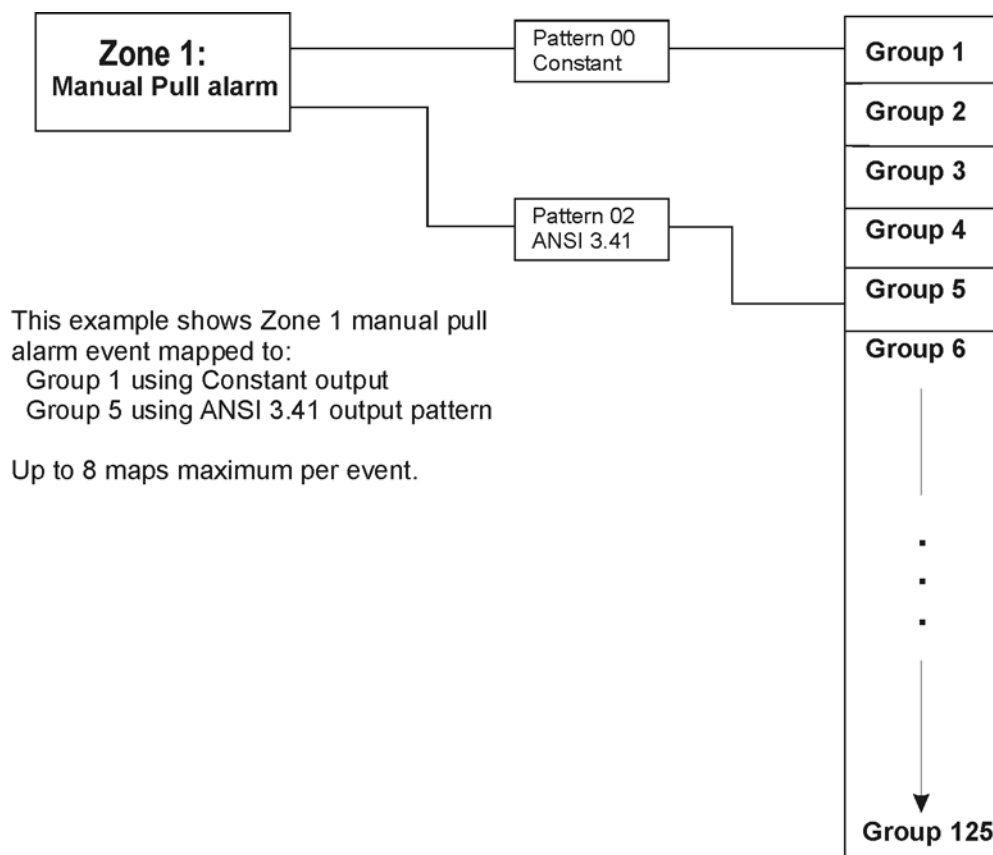 Zone 1:
Manual Pull alarm
Pattern 00
Constant
Pattern 02
ANSI 3.41
Group 1
Group 2
Group 3
Group 4
Group 5
Group 6
Group 125
This example shows Zone 1 manual pull
alarm event mapped to:
Group 1 using Constant output
Group 5 using ANSI 3.41 output pattern
Up to 8 maps maximum per event.